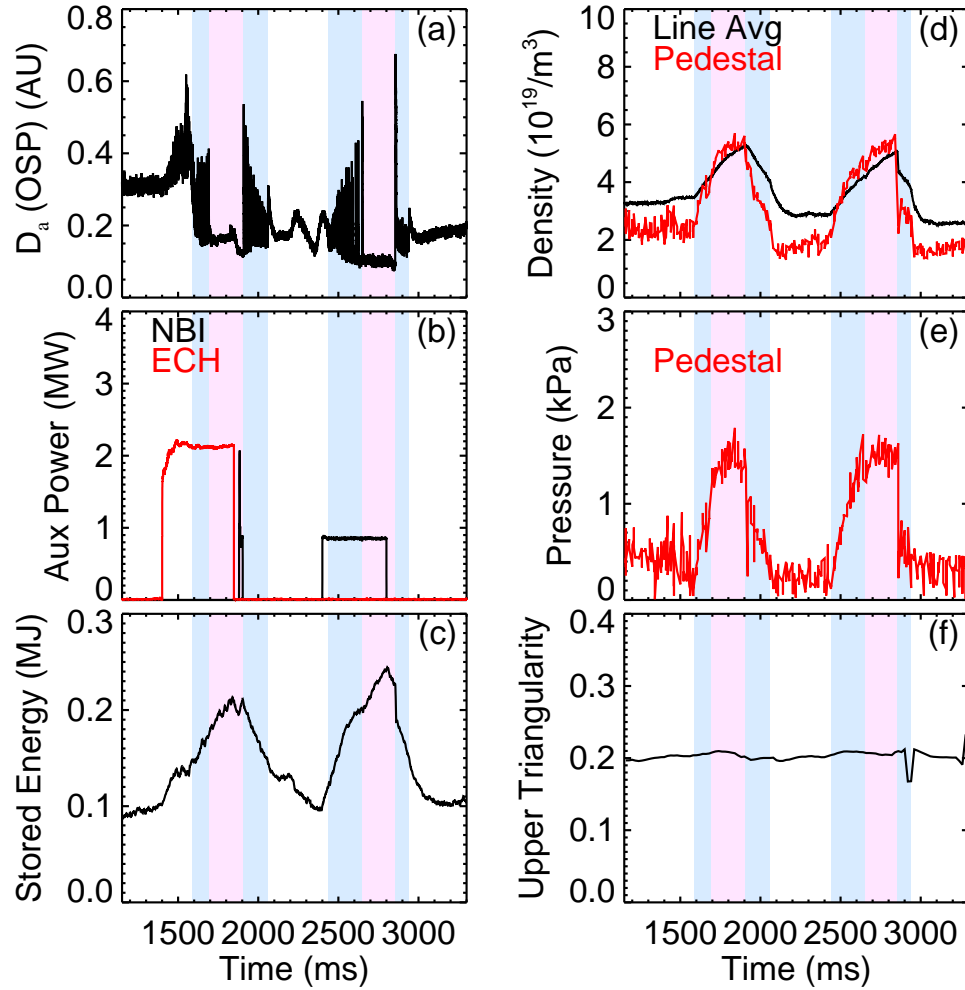 (a)
D_a (OSP) (AU)
0.8
0.6
0.4
0.2
0.0
(b)
NBI
ECH
Aux Power (MW)
4
3
2
1
0
(c)
Stored Energy (MJ)
0.3
0.2
0.1
0.0
1500 2000 2500 3000
Time (ms)
(d)
Line Avg
Pedestal
Density (10^19/m^3)
10
8
6
4
2
0
(e)
Pedestal
Pressure (kPa)
3
2
1
0
(f)
Upper Triangularity
0.4
0.3
0.2
0.1
0.0
1500 2000 2500 3000
Time (ms)